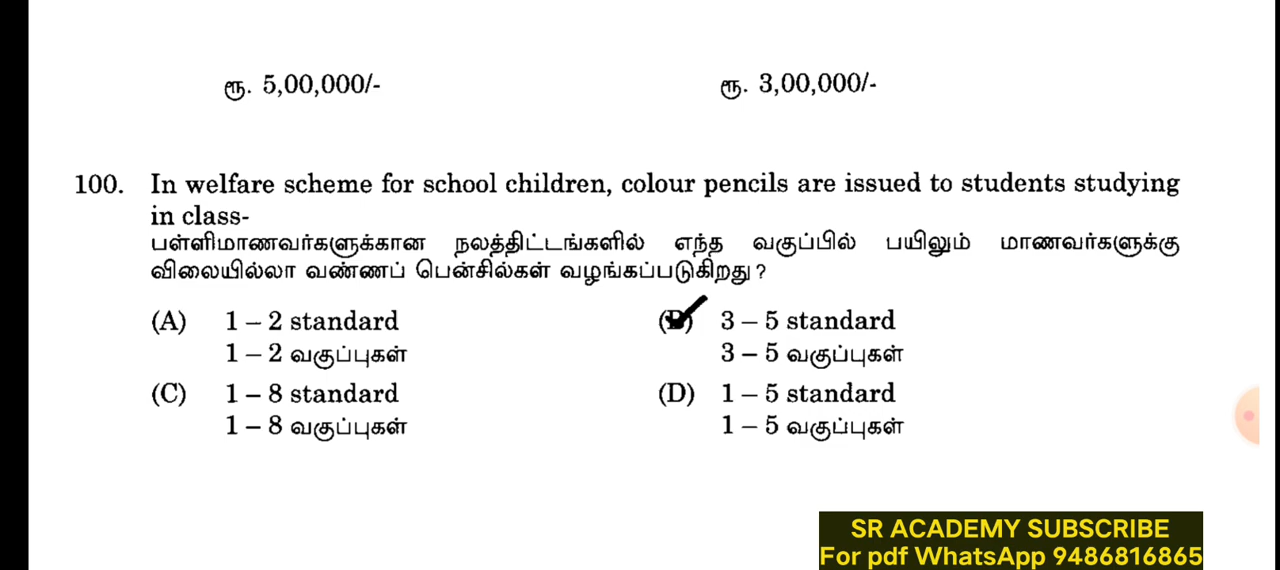 ரூ. 5,00,000/- ரூ. 3,00,000/-
100. In welfare scheme for school children, colour pencils are issued to students studying
in class-
பள்ளிமாணவர்களுக்கான நலத்திட்டங்களில் எந்த வகுப்பில் பயிலும் மாணவர்களுக்கு
விலையில்லா வண்ணப் பென்சில்கள் வழங்கப்படுகிறது?
(A) 1 – 2 standard (B) 3 – 5 standard
1 – 2 வகுப்புகள் 3 – 5 வகுப்புகள்
(C) 1 – 8 standard (D) 1 – 5 standard
1 – 8 வகுப்புகள் 1 – 5 வகுப்புகள்
SR ACADEMY SUBSCRIBE
For pdf WhatsApp 9486816865